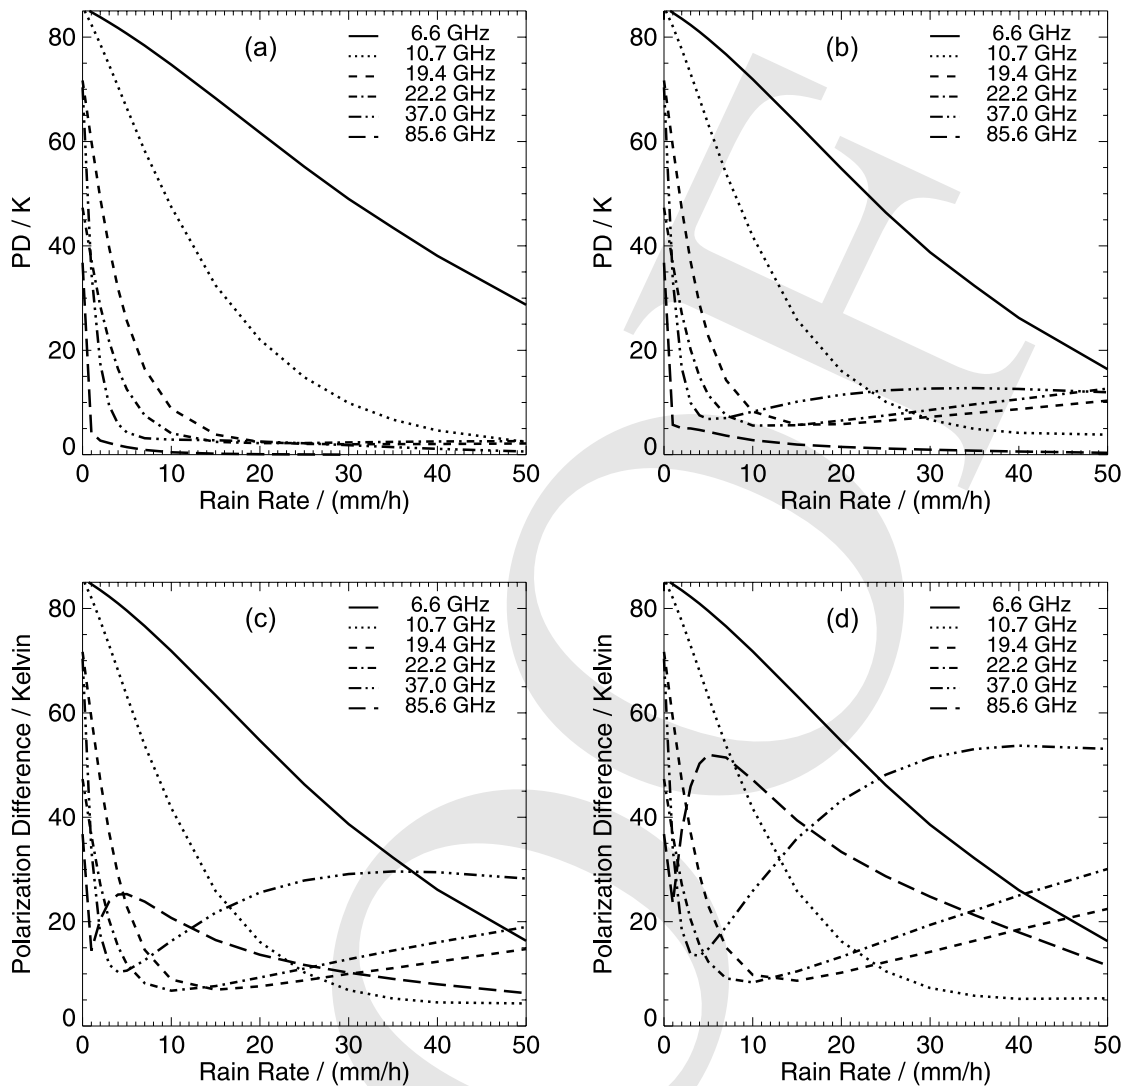 80
60
40
20
0
PD / K
(a)
6.6 GHz
10.7 GHz
19.4 GHz
22.2 GHz
37.0 GHz
85.6 GHz
0 10 20 30 40 50
Rain Rate / (mm/h)
80
60
40
20
0
PD / K
(b)
6.6 GHz
10.7 GHz
19.4 GHz
22.2 GHz
37.0 GHz
85.6 GHz
0 10 20 30 40 50
Rain Rate / (mm/h)
80
60
40
20
0
Polarization Difference / Kelvin
(c)
6.6 GHz
10.7 GHz
19.4 GHz
22.2 GHz
37.0 GHz
85.6 GHz
0 10 20 30 40 50
Rain Rate / (mm/h)
80
60
40
20
0
Polarization Difference / Kelvin
(d)
6.6 GHz
10.7 GHz
19.4 GHz
22.2 GHz
37.0 GHz
85.6 GHz
0 10 20 30 40 50
Rain Rate / (mm/h)
OOF